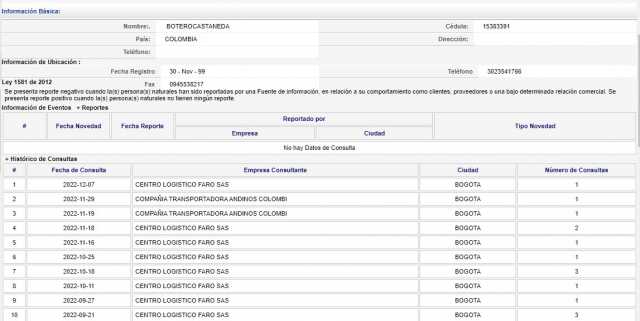 Información Básica:.
Nombre:. BOTEROCASTANEDA Cédula: 15383391
País: COLOMBIA Dirección:
Teléfono:
Información de Ubicación :
Fecha Registro 30 - Nov - 99 Teléfono 3023541766
Ley 1581 de 2012 Fax 0945538217
Se presenta reporte negativo cuando la(s) persona(s) naturales han sido reportadas por una Fuente de información, en relación a su comportamiento como clientes, proveedores o una bajo determinada relación comercial. Se
presenta reporte positivo cuando la(s) persona(s) naturales no tienen ningún reporte.
Información de Eventos + Reportes
# Fecha Novedad Fecha Reporte Reportado por Tipo Novedad
Empresa Ciudad
No hay Datos de Consulta
+ Histórico de Consultas
# Fecha de Consulta Empresa Consultante Ciudad Número de Consultas
1 2022-12-07 CENTRO LOGISTICO FARO SAS BOGOTA 1
2 2022-11-29 COMPAÑIA TRANSPORTADORA ANDINOS COLOMBI BOGOTA 1
3 2022-11-19 COMPAÑIA TRANSPORTADORA ANDINOS COLOMBI BOGOTA 1
4 2022-11-18 CENTRO LOGISTICO FARO SAS BOGOTA 2
5 2022-11-16 CENTRO LOGISTICO FARO SAS BOGOTA 1
6 2022-10-25 CENTRO LOGISTICO FARO SAS BOGOTA 1
7 2022-10-18 CENTRO LOGISTICO FARO SAS BOGOTA 3
8 2022-10-11 CENTRO LOGISTICO FARO SAS BOGOTA 1
9 2022-09-27 CENTRO LOGISTICO FARO SAS BOGOTA 1
10 2022-09-21 CENTRO LOGISTICO FARO SAS BOGOTA 3